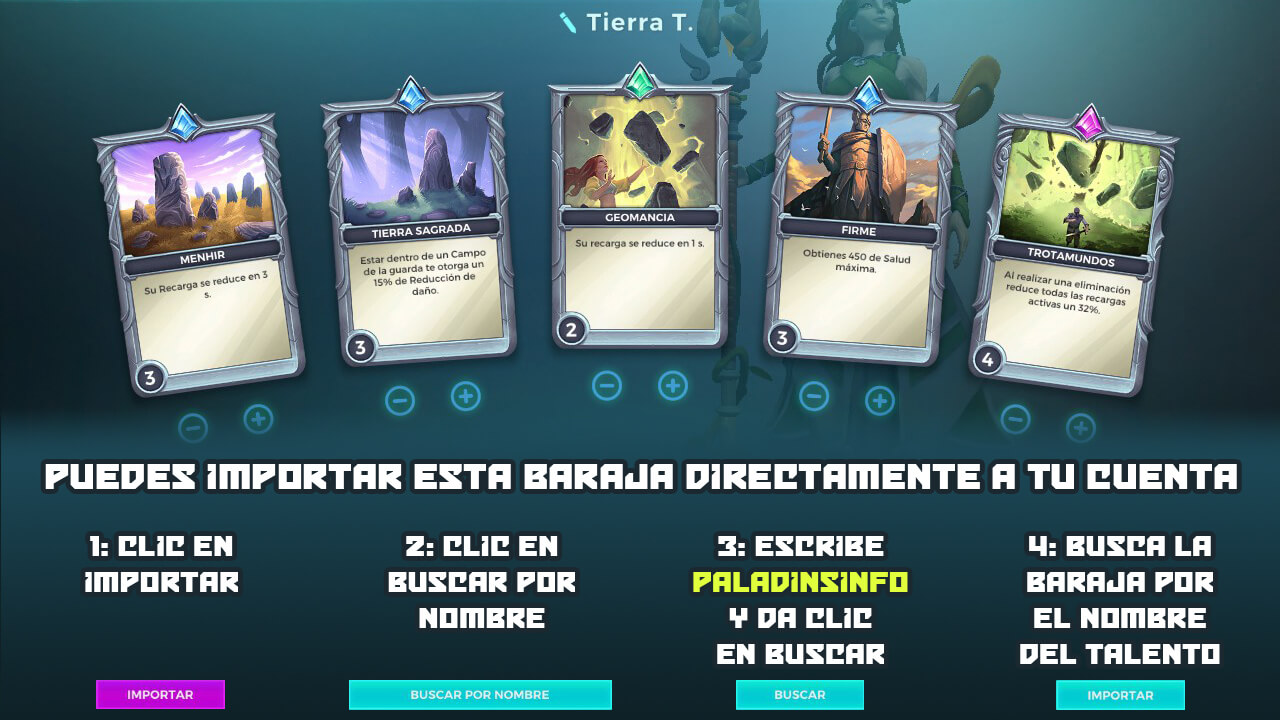 Tierra T.
MENHIR
Su Recarga se reduce en 3
s.
3
TIERRA SAGRADA
Estar dentro de un Campo
de la guarda te otorga un
15% de Reducción de
daño.
3
GEOMANCIA
Su recarga se reduce en 1 s.
2
FIRME
Obtienes 450 de Salud
máxima.
3
TROTAMUNDOS
Al realizar una eliminación
reduce todas las recargas
activas un 32%.
4
PUEDES IMPORTAR ESTA BARAJA DIRECTAMENTE A TU CUENTA
1: CLIC EN
IMPORTAR
IMPORTAR
2: CLIC EN
BUSCAR POR
NOMBRE
BUSCAR POR NOMBRE
3: ESCRIBE
PALADINSINFO
Y DA CLIC
EN BUSCAR
BUSCAR
4: BUSCA LA
BARAJA POR
EL NOMBRE
DEL TALENTO
IMPORTAR